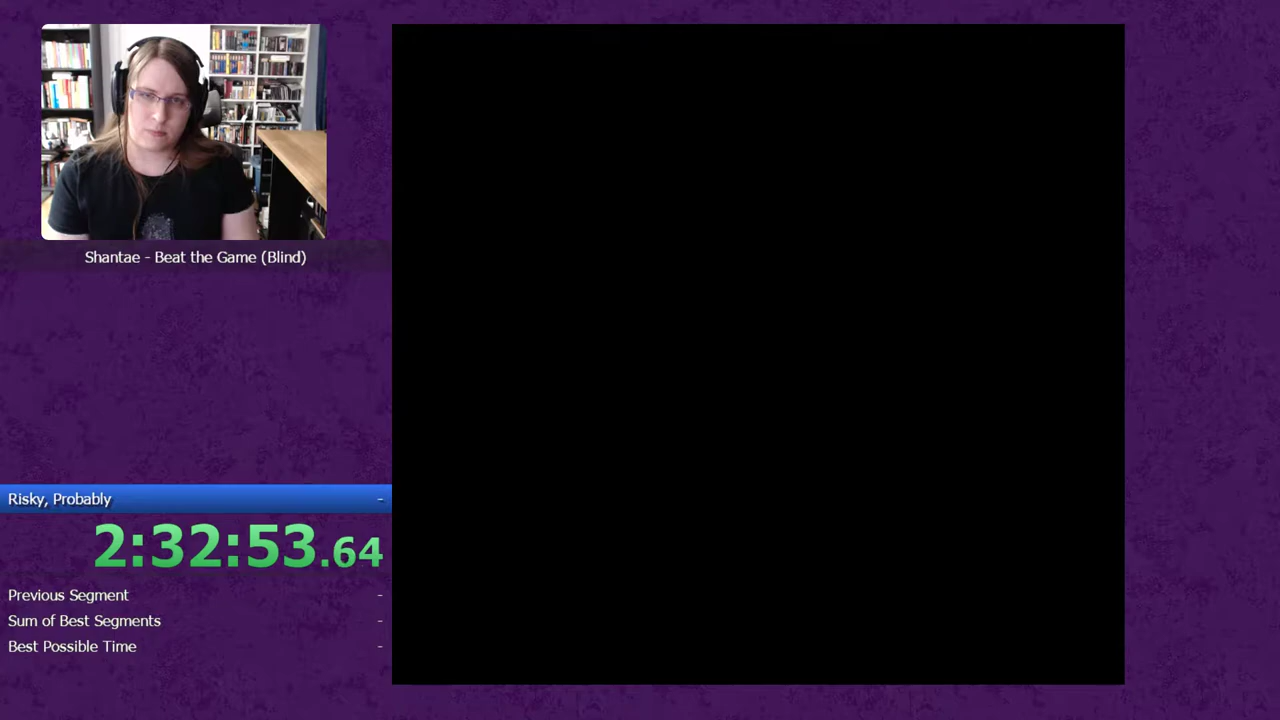 Shantae - Beat the Game (Blind)
Risky, Probably -
2:32:53.64
Previous Segment -
Sum of Best Segments -
Best Possible Time -